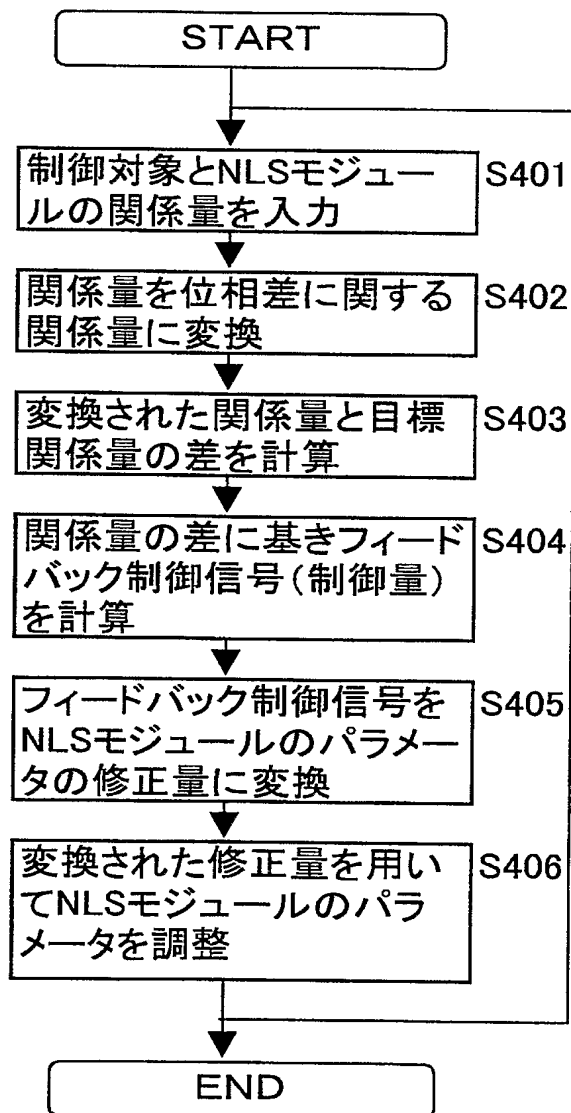 START
制御対象とNLSモジュー
ルの関係量を入力
S401
関係量を位相差に関する
関係量に変換
S402
変換された関係量と目標
関係量の差を計算
S403
関係量の差に基きフィード
バック制御信号(制御量)
を計算
S404
フィードバック制御信号を
NLSモジュールのパラメー
タの修正量に変換
S405
変換された修正量を用い
てNLSモジュールのパラ
メータを調整
S406
END